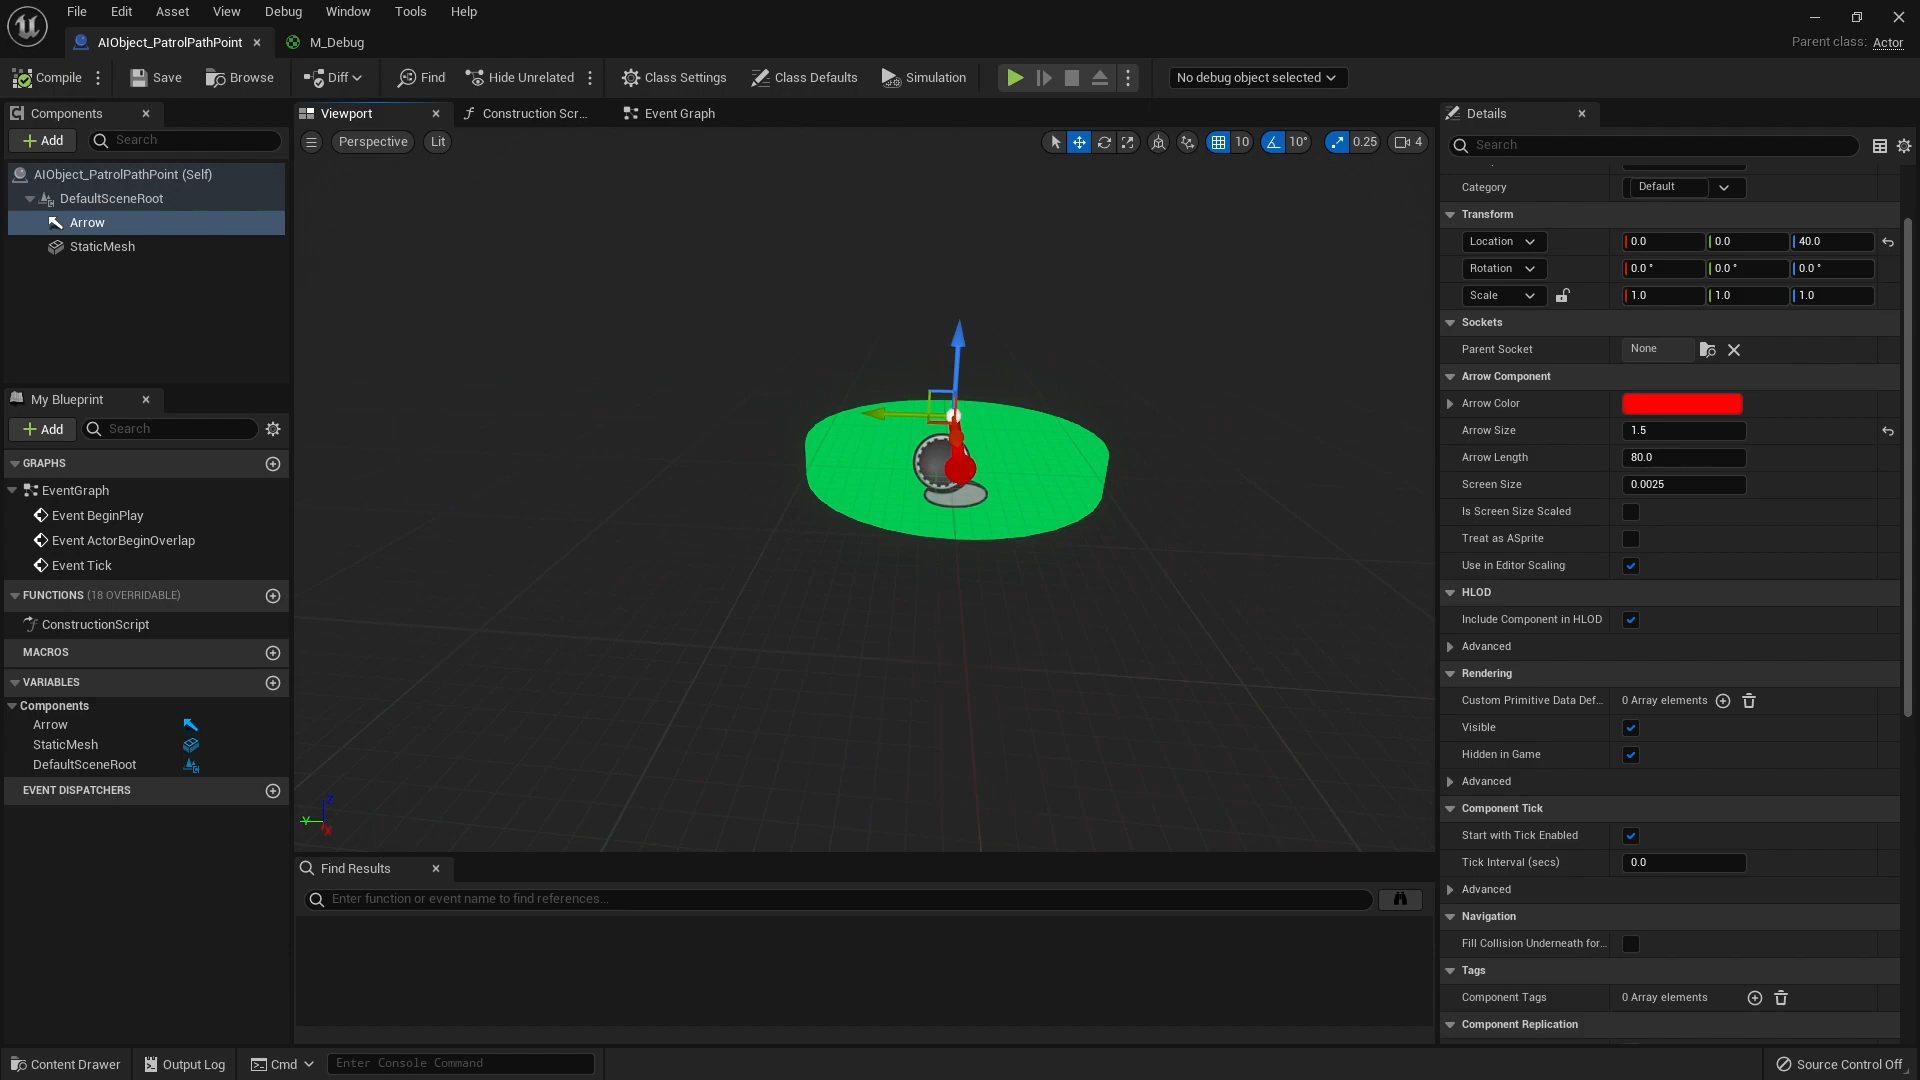 File Edit Asset View Debug Window Tools Help
AIObject_PatrolPathPoint
M_Debug
Parent class: Actor
Compile
Save
Browse
Diff
Find
Hide Unrelated
Class Settings
Class Defaults
Simulation
No debug object selected
Components
Add
Search
AIObject_PatrolPathPoint (Self)
DefaultSceneRoot
Arrow
StaticMesh
My Blueprint
Add
Search
GRAPHS
EventGraph
Event BeginPlay
Event ActorBeginOverlap
Event Tick
FUNCTIONS (18 OVERRIDABLE)
ConstructionScript
MACROS
VARIABLES
Components
Arrow
StaticMesh
DefaultSceneRoot
EVENT DISPATCHERS
Viewport
Construction Scr...
Event Graph
Perspective
Lit
10
10°
0.25
4
Z
Y
X
Find Results
Enter function or event name to find references...
Details
Search
Category Default
Transform
Location 0.0 0.0 40.0
Rotation 0.0 ° 0.0 ° 0.0 °
Scale 1.0 1.0 1.0
Sockets
Parent Socket None
Arrow Component
Arrow Color
Arrow Size 1.5
Arrow Length 80.0
Screen Size 0.0025
Is Screen Size Scaled
Treat as ASprite
Use in Editor Scaling
HLOD
Include Component in HLOD
Advanced
Rendering
Custom Primitive Data Def... 0 Array elements
Visible
Hidden in Game
Advanced
Component Tick
Start with Tick Enabled
Tick Interval (secs) 0.0
Advanced
Navigation
Fill Collision Underneath for...
Tags
Component Tags 0 Array elements
Component Replication
Content Drawer
Output Log
Cmd
Enter Console Command
Source Control Off